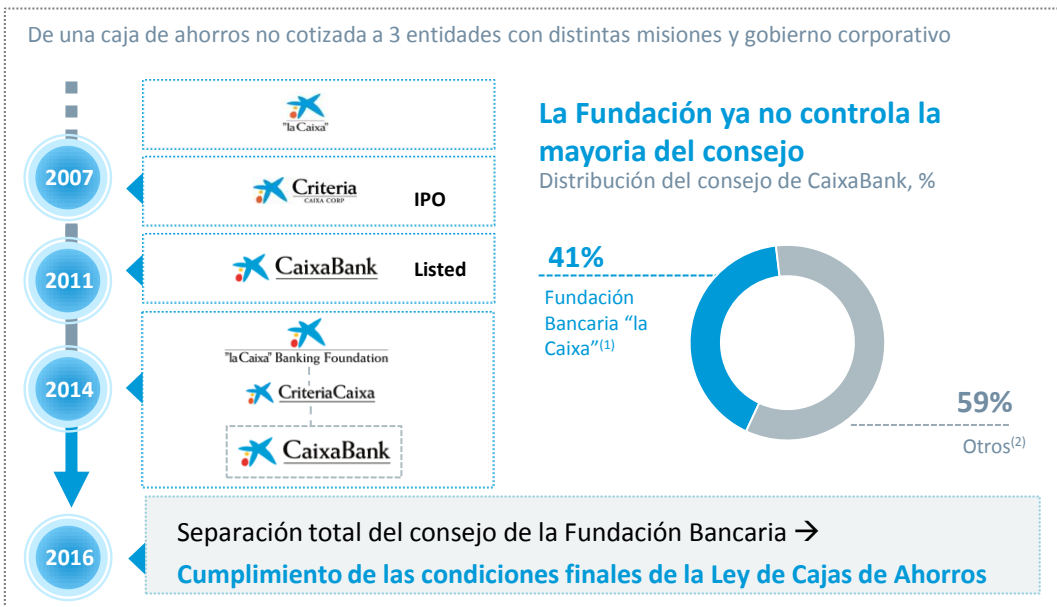 De una caja de ahorros no cotizada a 3 entidades con distintas misiones y gobierno corporativo
"la Caixa"
2007
Criteria
CAIXA CORP
IPO
2011
CaixaBank
Listed
2014
"la Caixa" Banking Foundation
CriteriaCaixa
CaixaBank
La Fundación ya no controla la
mayoria del consejo
Distribución del consejo de CaixaBank, %
41%
Fundación
Bancaria “la
Caixa”(1)
59%
Otros(2)
2016
Separación total del consejo de la Fundación Bancaria →
Cumplimiento de las condiciones finales de la Ley de Cajas de Ahorros